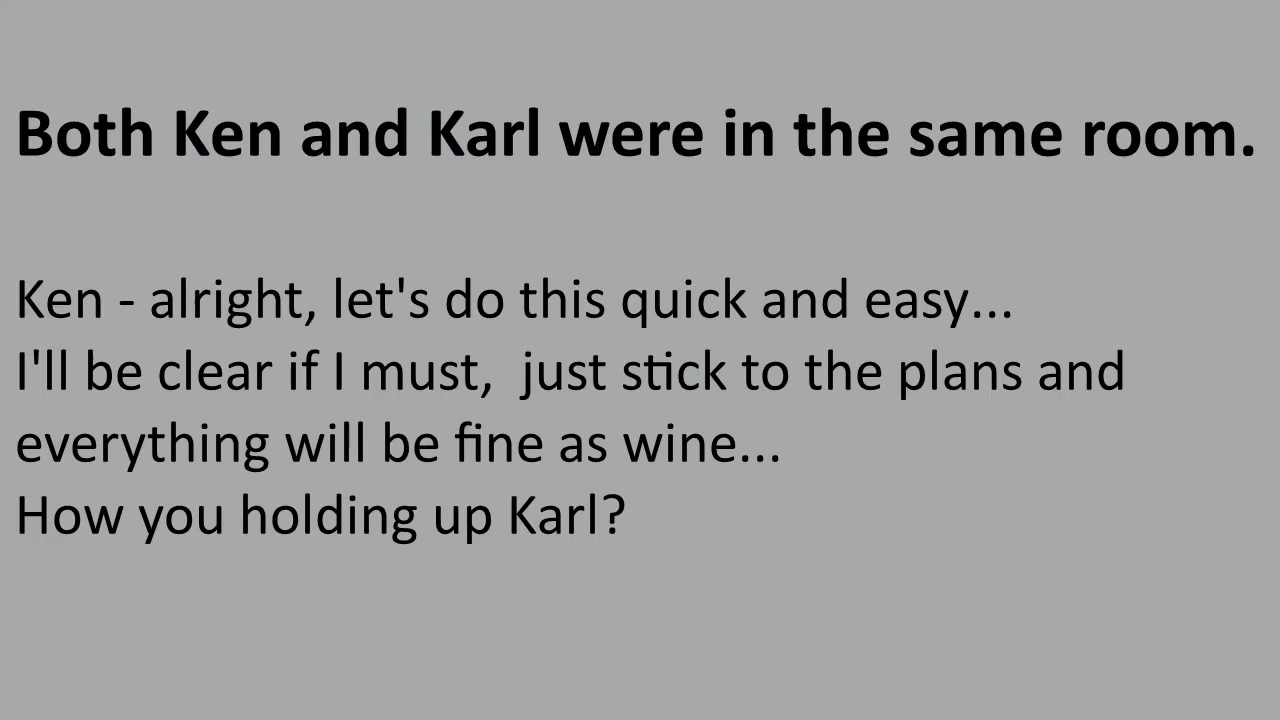 Both Ken and Karl were in the same room.
Ken - alright, let's do this quick and easy...
I'll be clear if I must,  just stick to the plans and
everything will be fine as wine...
How you holding up Karl?